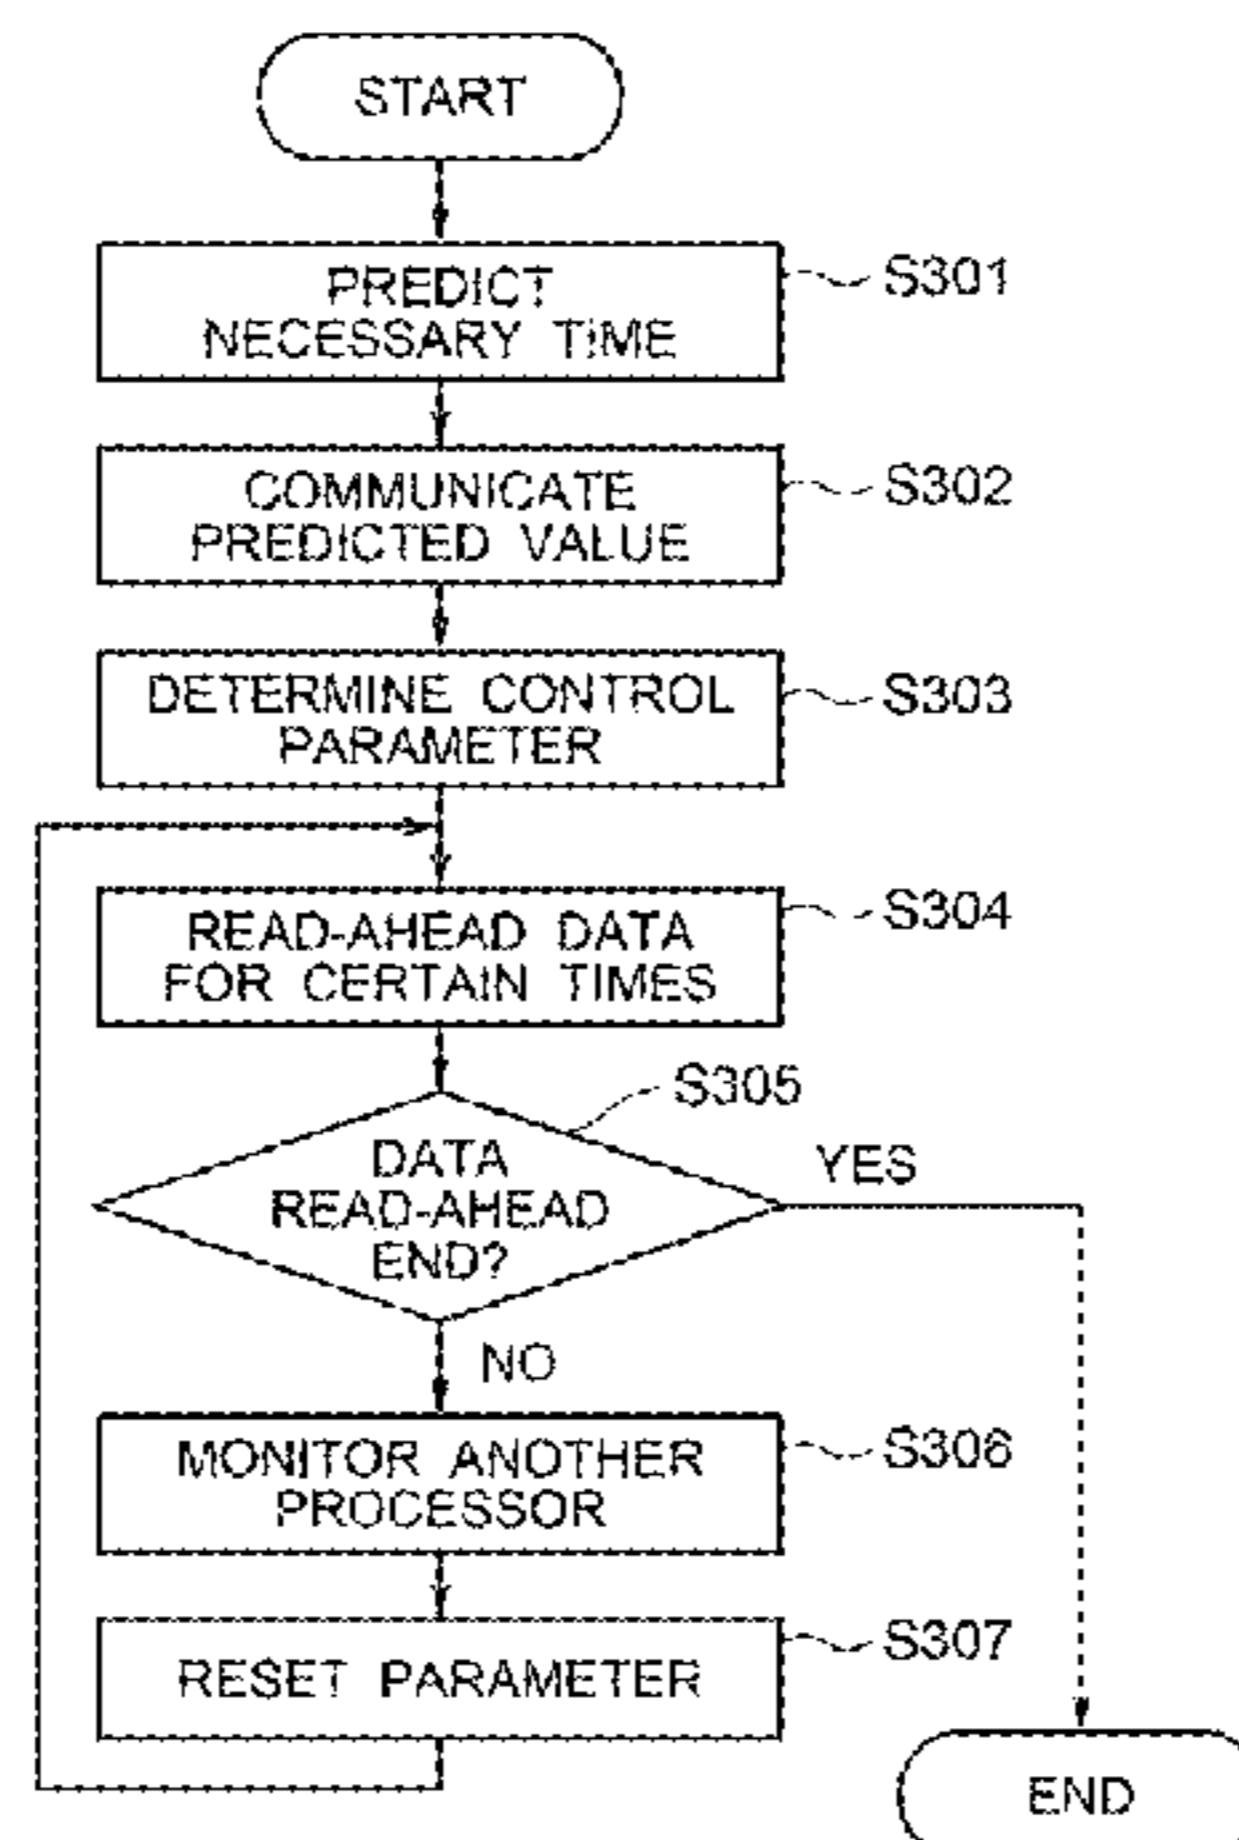 START
PREDICT
NECESSARY TIME
S301
COMMUNICATE
PREDICTED VALUE
S302
DETERMINE CONTROL
PARAMETER
S303
READ-AHEAD DATA
FOR CERTAIN TIMES
S304
S305
DATA
READ-AHEAD
END?
YES
NO
MONITOR ANOTHER
PROCESSOR
S306
RESET PARAMETER
S307
END